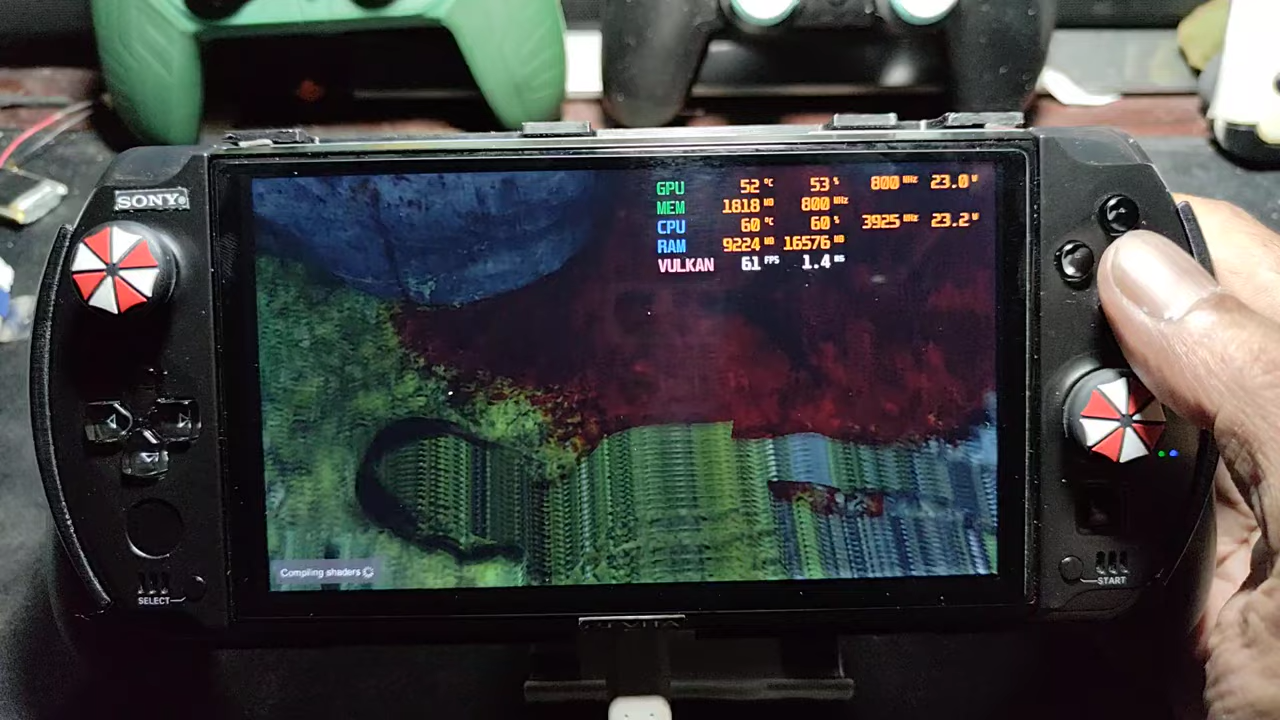 SONY®
GPU 52 °C 53 % 800 MHz 23.0 W
MEM 1818 MB 800 MHz
CPU 60 °C 60 % 3925 MHz 23.2 W
RAM 9224 MB 16576 MB
VULKAN 61 FPS 1.4 ms
Compiling shaders
SELECT
START